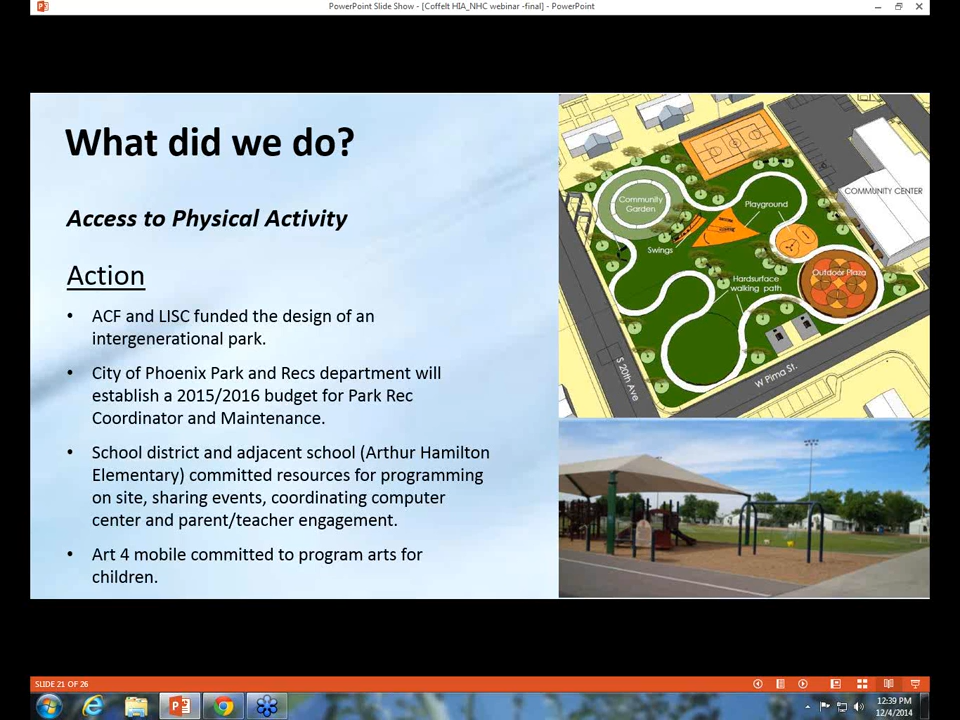 PowerPoint Slide Show - [Coffelt HIA_NHC webinar -final] - PowerPoint
What did we do?
Access to Physical Activity
Action
• ACF and LISC funded the design of an
intergenerational park.
• City of Phoenix Park and Recs department will
establish a 2015/2016 budget for Park Rec
Coordinator and Maintenance.
• School district and adjacent school (Arthur Hamilton
Elementary) committed resources for programming
on site, sharing events, coordinating computer
center and parent/teacher engagement.
• Art 4 mobile committed to program arts for
children.
COMMUNITY CENTER
Community
Garden
Playground
Swings
Outdoor Plaza
Hardsurface
walking path
S 20th Ave
W Pima St.
SLIDE 21 OF 26
12:39 PM
12/4/2014